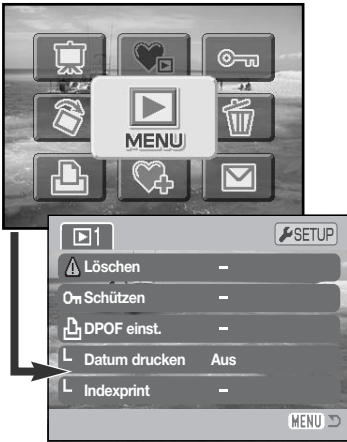 MENU
1
SETUP
Löschen –
Schützen –
DPOF einst. –
Datum drucken Aus
Indexprint –
MENU